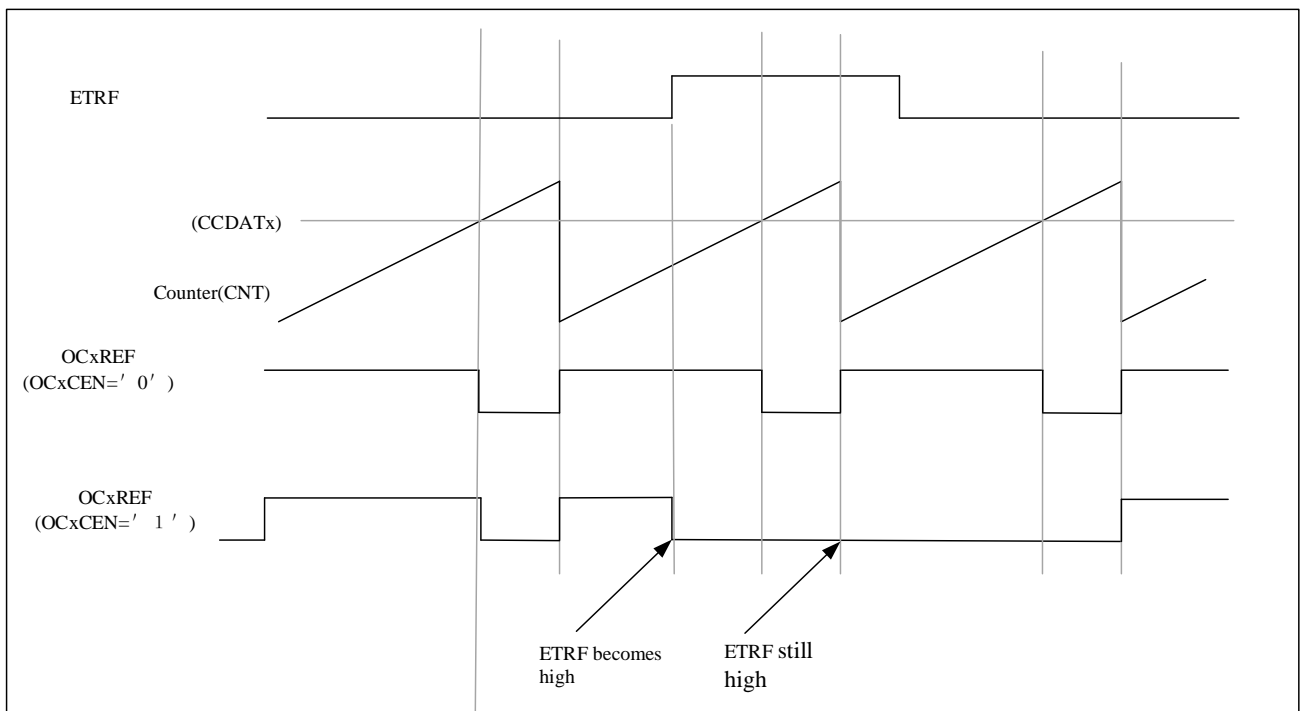 ETRF
(CCDATx)
Counter(CNT)
OCxREF
(OCxCEN=′ 0′ )
OCxREF
(OCxCEN=′ 1 ′ )
ETRF becomes
high
ETRF still
high